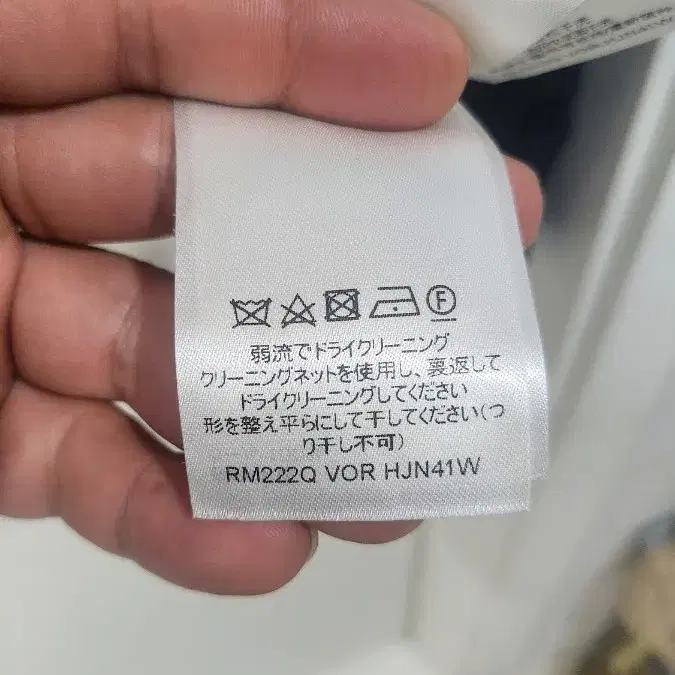 F
弱流でドライクリーニング
クリーニングネットを使用し、裏返して
ドライクリーニングしてください
形を整え平らにして干してください(つ
り干し不可)
RM222Q VOR HJN41W